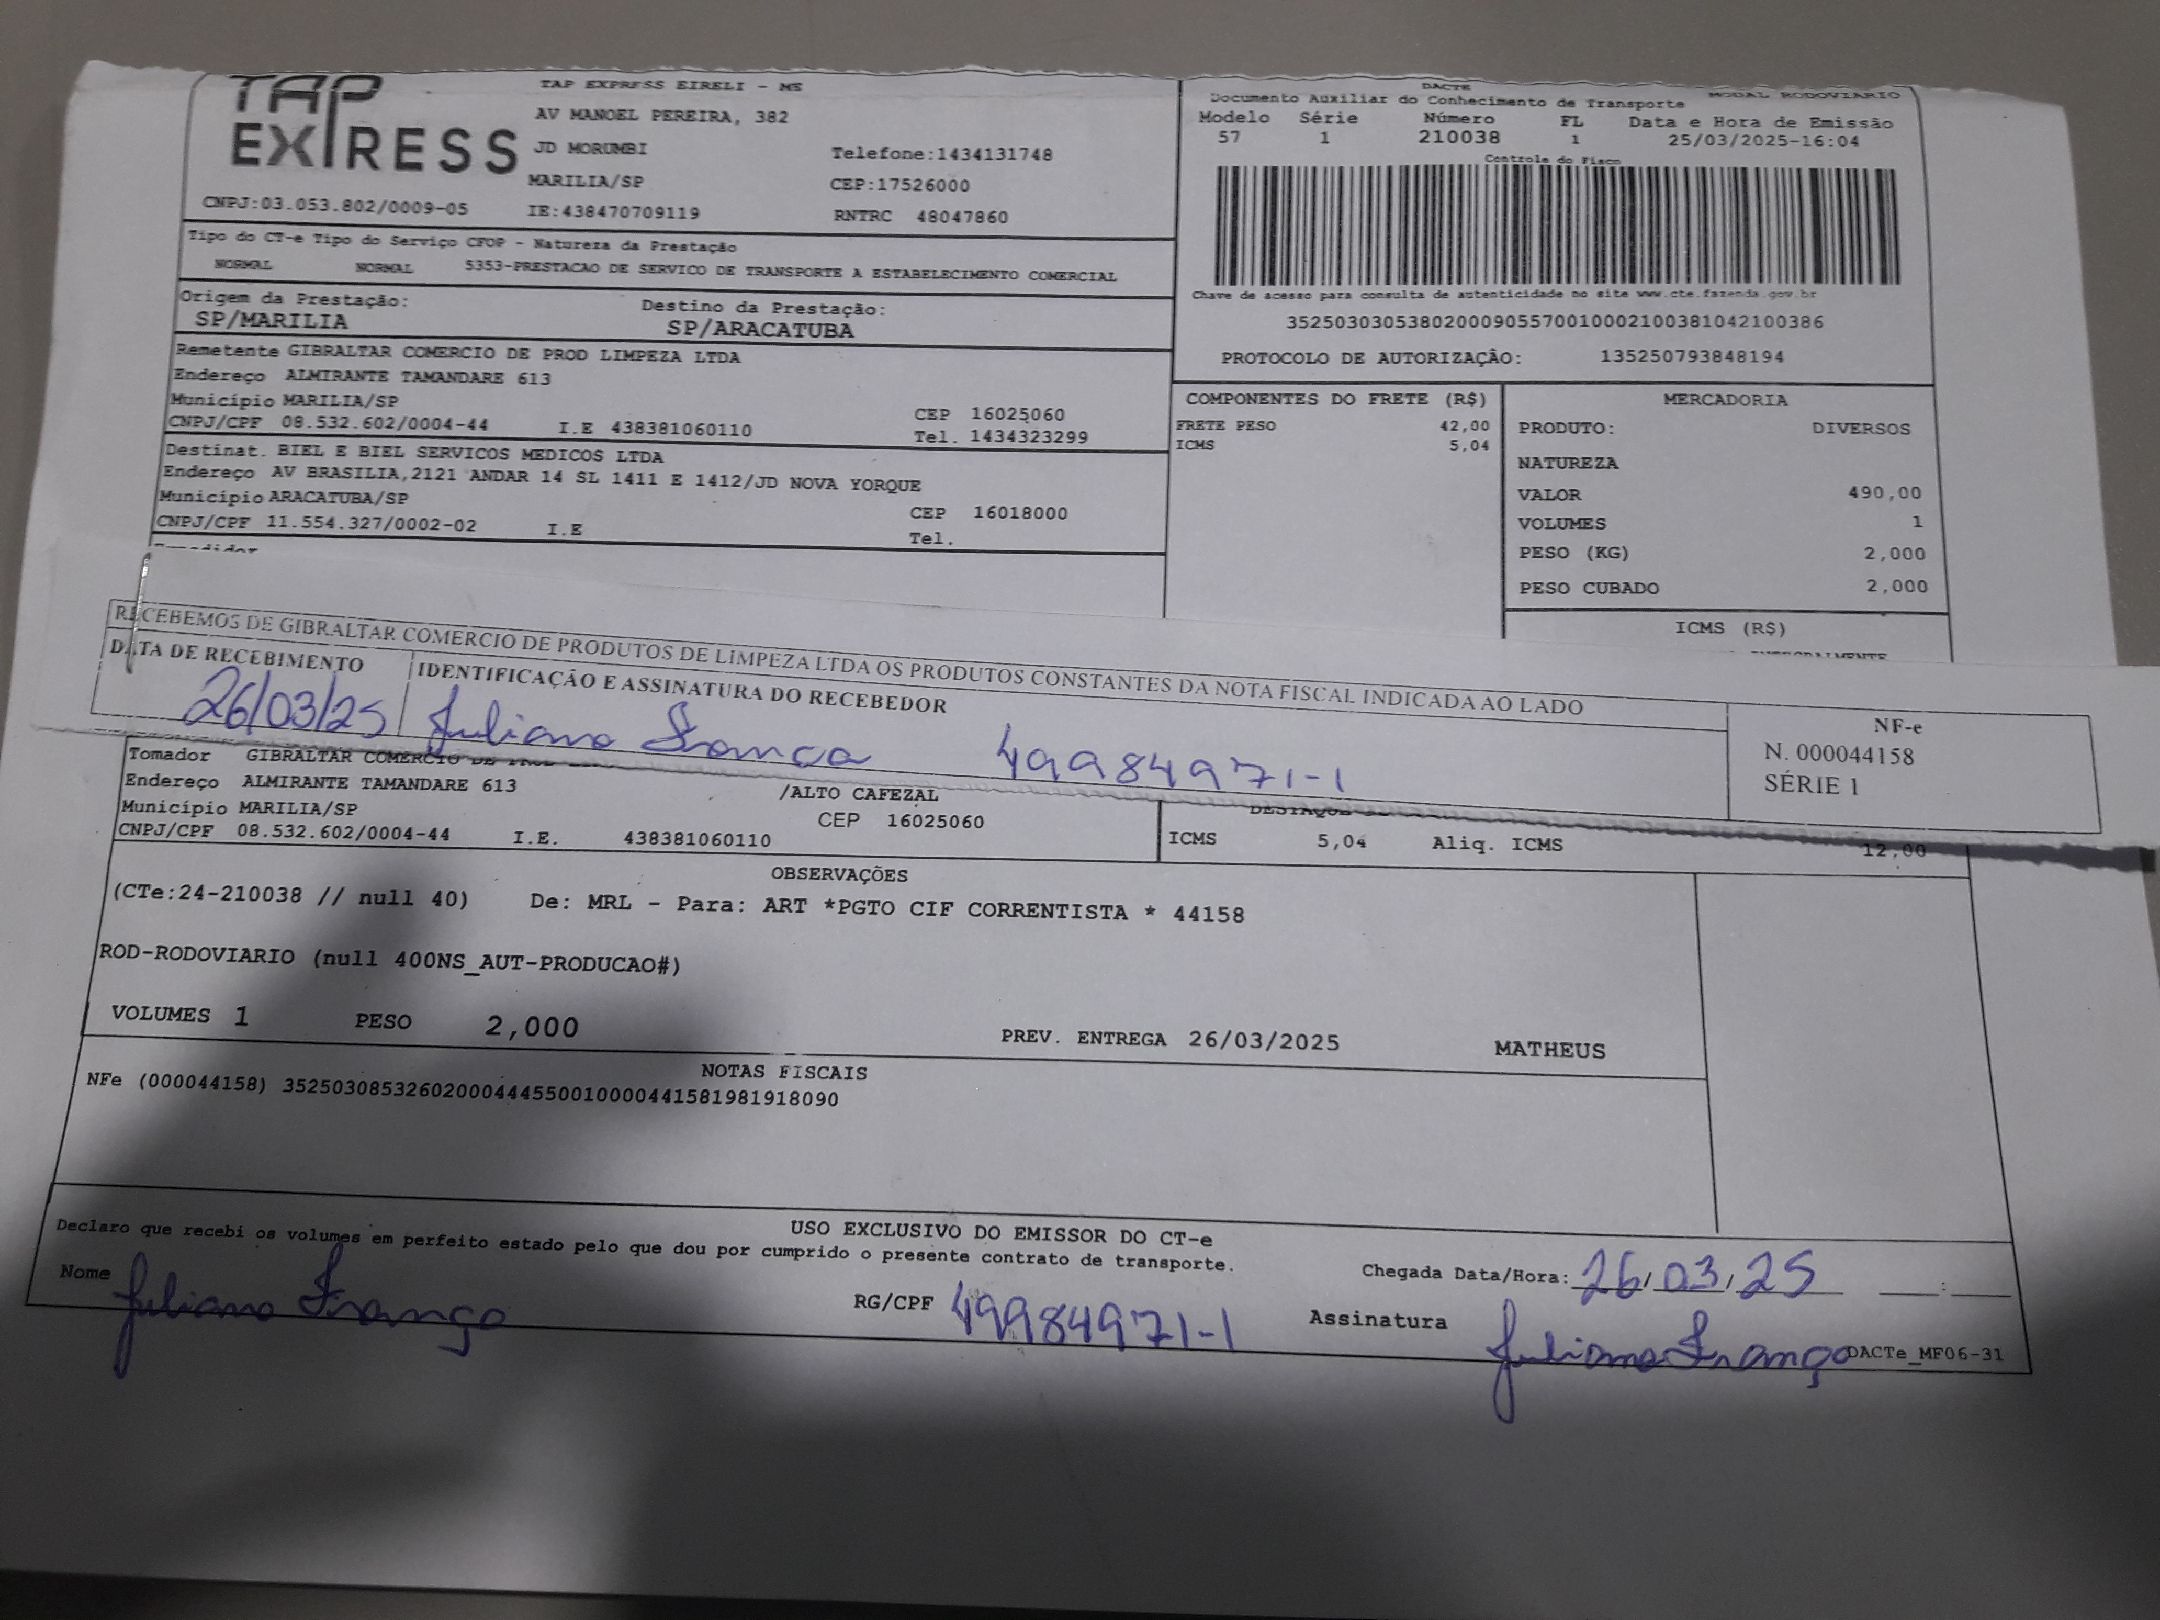 TAP EXPRESS
TAP EXPRESS EIRELI - ME
AV MANOEL PEREIRA, 382
JD MORUMBI
Telefone:1434131748
MARILIA/SP
CEP:17526000
CNPJ:03.053.802/0009-05
IE:438470709119
RNTRC 48047860
Tipo do CT-e Tipo do Serviço CFOP - Natureza da Prestação
NORMAL NORMAL 5353-PRESTACAO DE SERVICO DE TRANSPORTE A ESTABELECIMENTO COMERCIAL
Origem da Prestação: Destino da Prestação:
SP/MARILIA SP/ARACATUBA
Remetente GIBRALTAR COMERCIO DE PROD LIMPEZA LTDA
Endereço ALMIRANTE TAMANDARE 613
Município MARILIA/SP CEP 16025060
CNPJ/CPF 08.532.602/0004-44 I.E 438381060110 Tel. 1434323299
Destinat. BIEL E BIEL SERVICOS MEDICOS LTDA
Endereço AV BRASILIA,2121 ANDAR 14 SL 1411 E 1412/JD NOVA YORQUE
Município ARACATUBA/SP CEP 16018000
CNPJ/CPF 11.554.327/0002-02 I.E Tel.
DACTE
Documento Auxiliar do Conhecimento de Transporte MODAL RODOVIARIO
Modelo Série Número FL Data e Hora de Emissão
57 1 210038 1 25/03/2025-16:04
Controle do Fisco
Chave de acesso para consulta de autenticidade no site www.cte.fazenda.gov.br
35250303053802000905570010002100381042100386
PROTOCOLO DE AUTORIZAÇÃO: 135250793848194
COMPONENTES DO FRETE (R$)
FRETE PESO 42,00
ICMS 5,04
MERCADORIA
PRODUTO: DIVERSOS
NATUREZA
VALOR 490,00
VOLUMES 1
PESO (KG) 2,000
PESO CUBADO 2,000
ICMS (R$)
RECEBEMOS DE GIBRALTAR COMERCIO DE PRODUTOS DE LIMPEZA LTDA OS PRODUTOS CONSTANTES DA NOTA FISCAL INDICADA AO LADO
DATA DE RECEBIMENTO IDENTIFICAÇÃO E ASSINATURA DO RECEBEDOR
26/03/25 Juliano Franca 49984971-1
NF-e
N. 000044158
SÉRIE 1
Tomador GIBRALTAR COMERCIO DE
Endereço ALMIRANTE TAMANDARE 613 /ALTO CAFEZAL
Município MARILIA/SP CEP 16025060
CNPJ/CPF 08.532.602/0004-44 I.E. 438381060110
ICMS 5,04 Aliq. ICMS 12,00
OBSERVAÇÕES
(CTe:24-210038 // null 40) De: MRL - Para: ART *PGTO CIF CORRENTISTA * 44158
ROD-RODOVIARIO (null 400NS_AUT-PRODUCAO#)
VOLUMES 1 PESO 2,000 PREV. ENTREGA 26/03/2025 MATHEUS
NOTAS FISCAIS
NFe (000044158) 35250308532602000444550010000441581981918090
USO EXCLUSIVO DO EMISSOR DO CT-e
Declaro que recebi os volumes em perfeito estado pelo que dou por cumprido o presente contrato de transporte.
Chegada Data/Hora: 26/03/25 :
Nome Juliano França RG/CPF 49984971-1 Assinatura Juliano França
DACTe_MF06-31